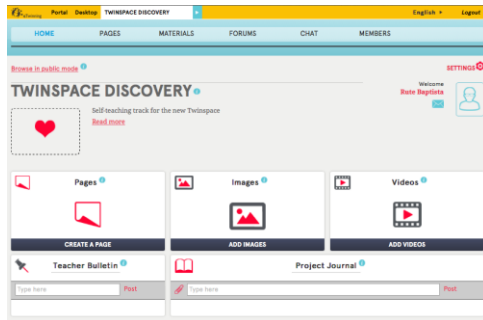 eTwinning Portal Desktop TWINSPACE DISCOVERY + English Logout
HOME PAGES MATERIALS FORUMS CHAT MEMBERS
Browse in public mode SETTINGS
TWINSPACE DISCOVERY
Welcome
Rute Baptista
Self-teaching track for the new Twinspace
Read more
Pages Images Videos
CREATE A PAGE ADD IMAGES ADD VIDEOS
Teacher Bulletin Project Journal
Type here Post Type here Post